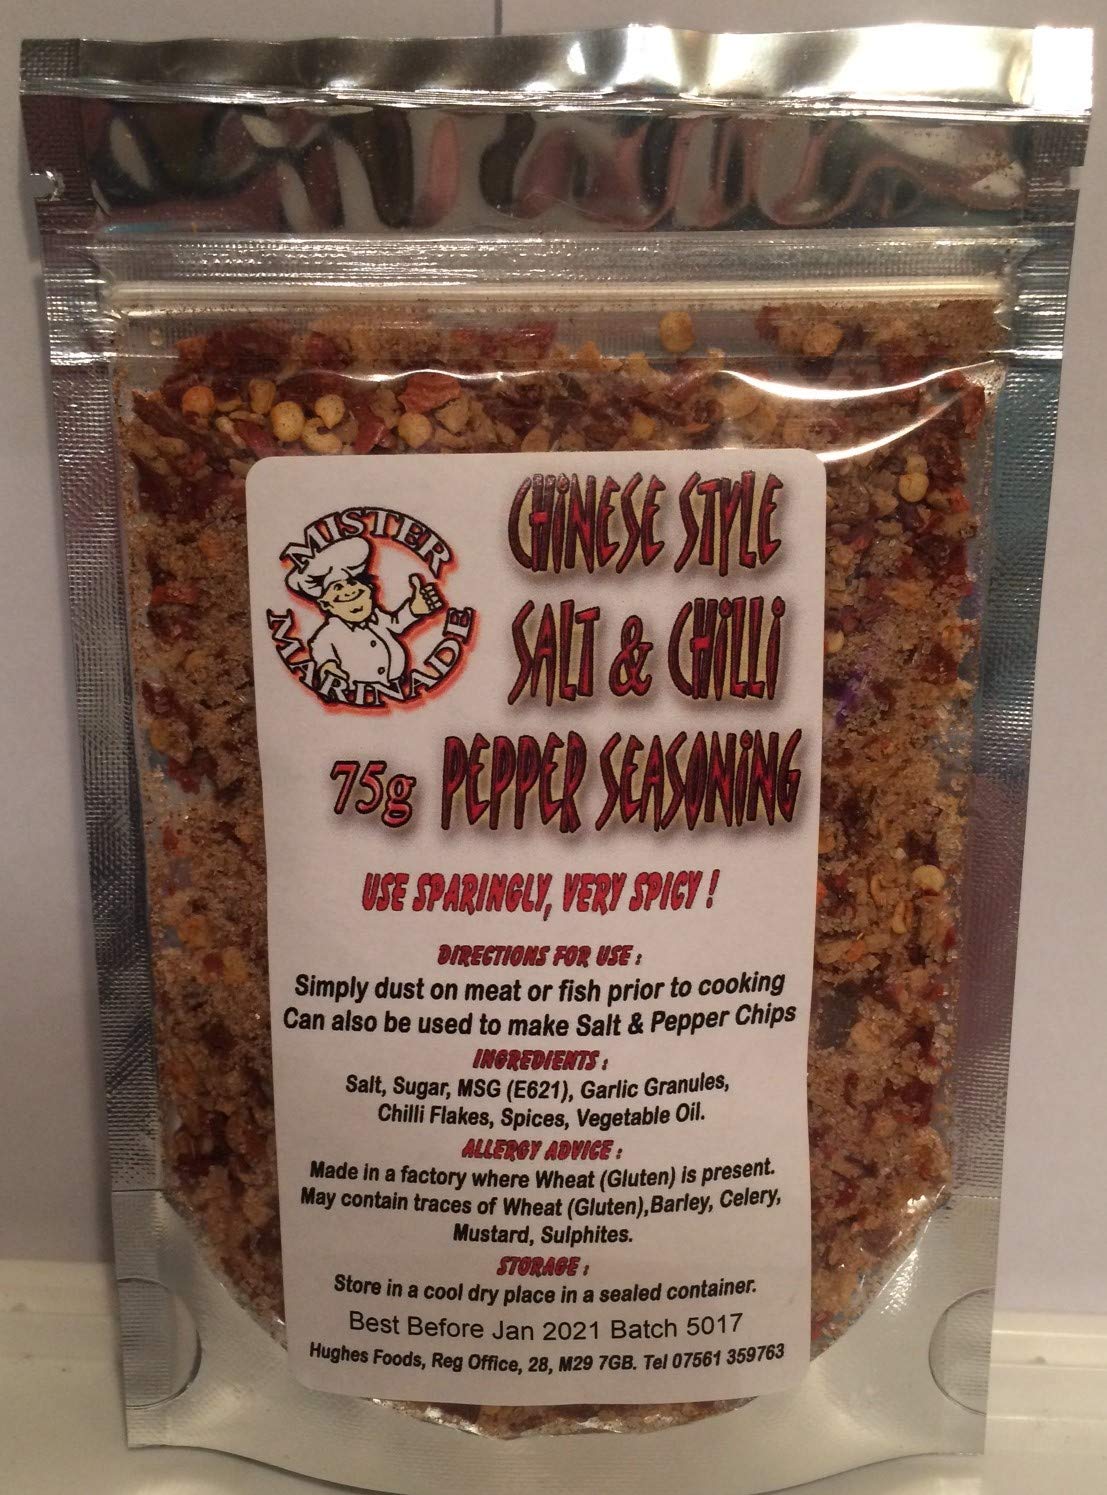 MISTER
MARINADE
CHINESE STYLE
SALT & CHILLI
75g PEPPER SEASONING
USE SPARINGLY, VERY SPICY !
DIRECTIONS FOR USE :
Simply dust on meat or fish prior to cooking
Can also be used to make Salt & Pepper Chips
INGREDIENTS :
Salt, Sugar, MSG (E621), Garlic Granules,
Chilli Flakes, Spices, Vegetable Oil.
ALLERGY ADVICE :
Made in a factory where Wheat (Gluten) is present.
May contain traces of Wheat (Gluten),Barley, Celery,
Mustard, Sulphites.
STORAGE :
Store in a cool dry place in a sealed container.
Best Before Jan 2021 Batch 5017
Hughes Foods, Reg Office, 28, M29 7GB. Tel 07561 359763